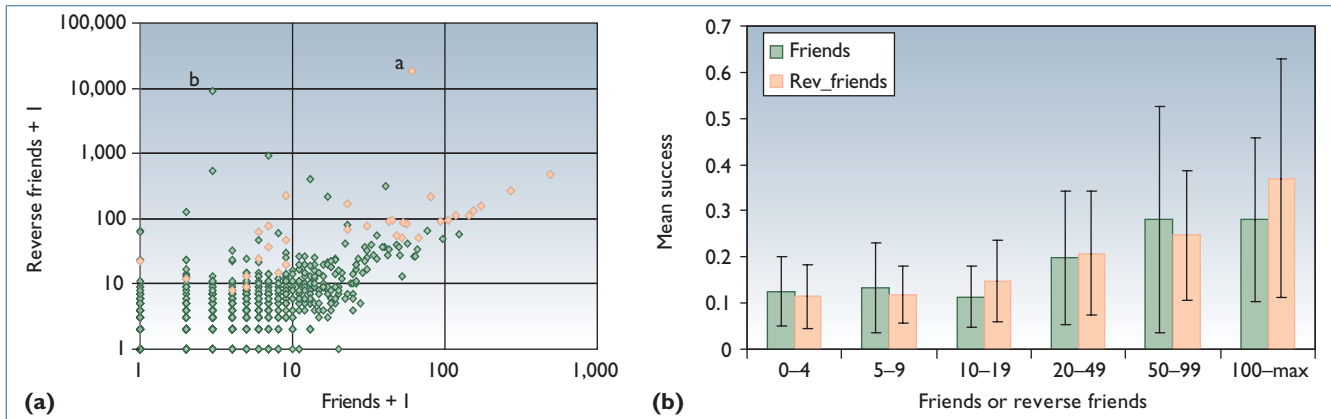 100,000
10,000
1,000
100
10
1
Reverse friends + 1
b
a
1
10
100
1,000
Friends + 1
(a)
0.7
0.6
0.5
0.4
0.3
0.2
0.1
0
Mean success
Friends
Rev_friends
0–4
5–9
10–19
20–49
50–99
100–max
Friends or reverse friends
(b)